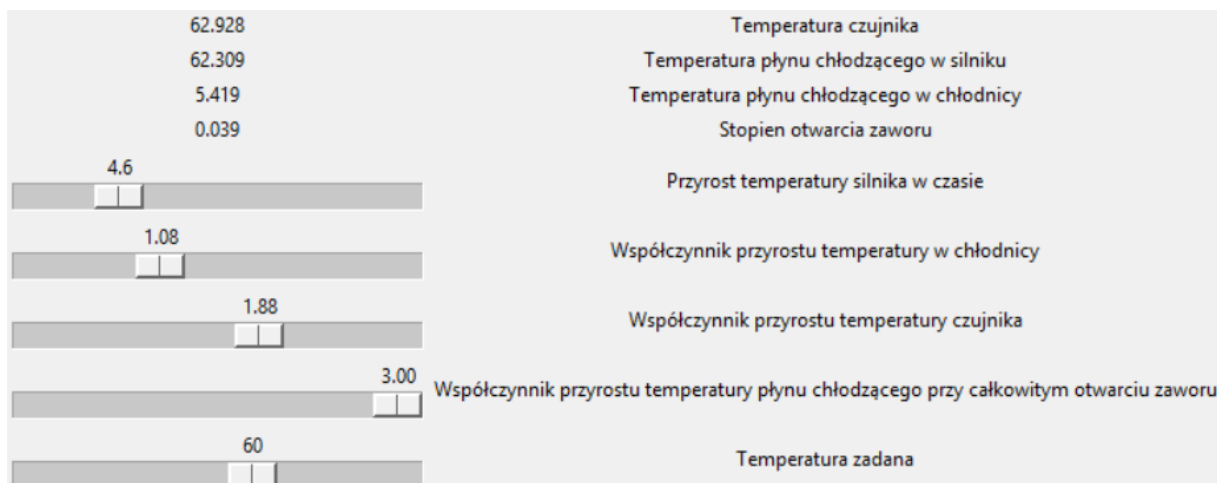 62.928 Temperatura czujnika
62.309 Temperatura płynu chłodzącego w silniku
5.419 Temperatura płynu chłodzącego w chłodnicy
0.039 Stopien otwarcia zaworu
4.6 Przyrost temperatury silnika w czasie
1.08 Współczynnik przyrostu temperatury w chłodnicy
1.88 Współczynnik przyrostu temperatury czujnika
3.00 Współczynnik przyrostu temperatury płynu chłodzącego przy całkowitym otwarciu zaworu
60 Temperatura zadana